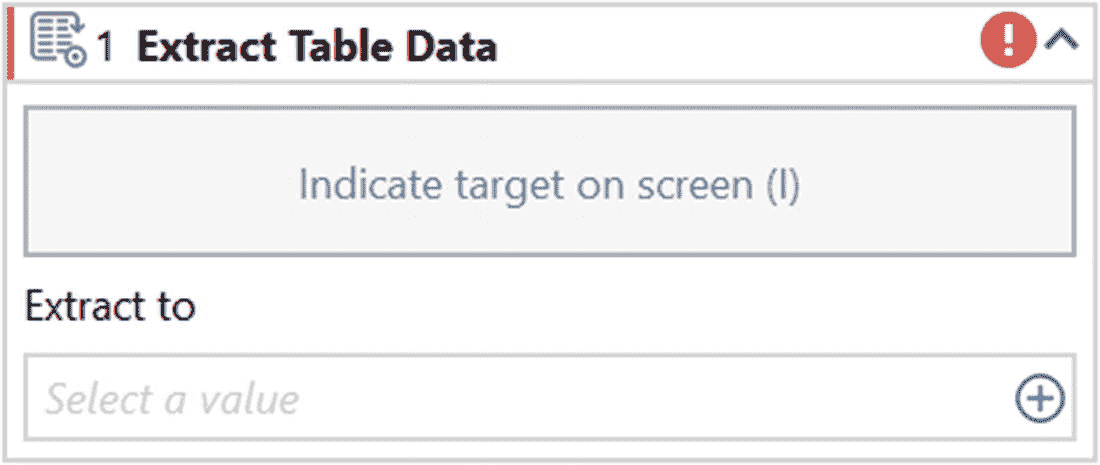 1 Extract Table Data
Indicate target on screen (I)
Extract to
Select a value